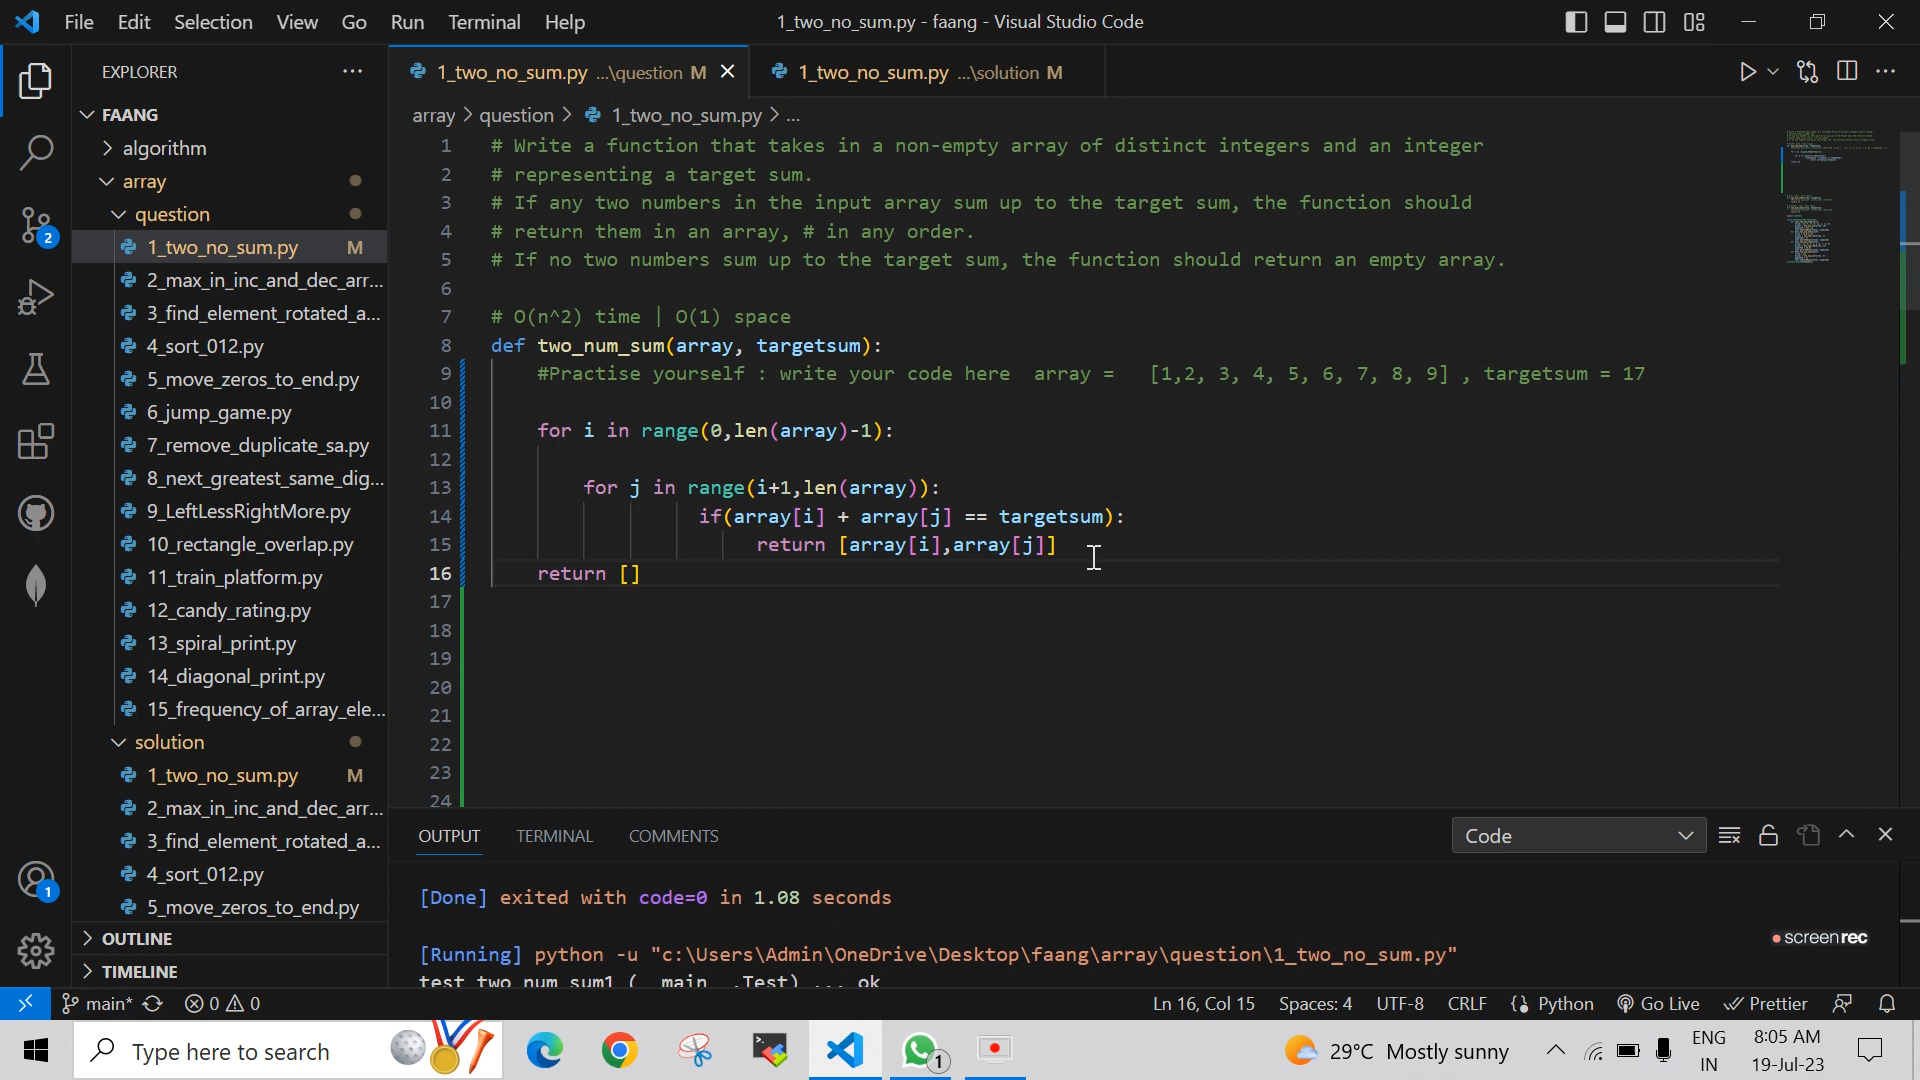 File Edit Selection View Go Run Terminal Help 1_two_no_sum.py - faang - Visual Studio Code
EXPLORER
FAANG
algorithm
array
question
1_two_no_sum.py M
2_max_in_inc_and_dec_arr...
3_find_element_rotated_a...
4_sort_012.py
5_move_zeros_to_end.py
6_jump_game.py
7_remove_duplicate_sa.py
8_next_greatest_same_dig...
9_LeftLessRightMore.py
10_rectangle_overlap.py
11_train_platform.py
12_candy_rating.py
13_spiral_print.py
14_diagonal_print.py
15_frequency_of_array_ele...
solution
1_two_no_sum.py M
2_max_in_inc_and_dec_arr...
3_find_element_rotated_a...
4_sort_012.py
5_move_zeros_to_end.py
OUTLINE
TIMELINE
2
1
1_two_no_sum.py ...\question M
1_two_no_sum.py ...\solution M
array > question > 1_two_no_sum.py > ...
1 # Write a function that takes in a non-empty array of distinct integers and an integer
2 # representing a target sum.
3 # If any two numbers in the input array sum up to the target sum, the function should
4 # return them in an array, # in any order.
5 # If no two numbers sum up to the target sum, the function should return an empty array.
6
7 # O(n^2) time | O(1) space
8 def two_num_sum(array, targetsum):
9 #Practise yourself : write your code here array = [1,2, 3, 4, 5, 6, 7, 8, 9] , targetsum = 17
10
11 for i in range(0,len(array)-1):
12
13 for j in range(i+1,len(array)):
14 if(array[i] + array[j] == targetsum):
15 return [array[i],array[j]]
16 return []
17
18
19
20
21
22
23
24
OUTPUT TERMINAL COMMENTS Code
[Done] exited with code=0 in 1.08 seconds
[Running] python -u "c:\Users\Admin\OneDrive\Desktop\faang\array\question\1_two_no_sum.py"
test_two_num_sum1 (__main__.Test) ... ok
screenrec
main* 0 0 Ln 16, Col 15 Spaces: 4 UTF-8 CRLF Python Go Live Prettier
Type here to search 1 29°C Mostly sunny ENG 8:05 AM
IN 19-Jul-23